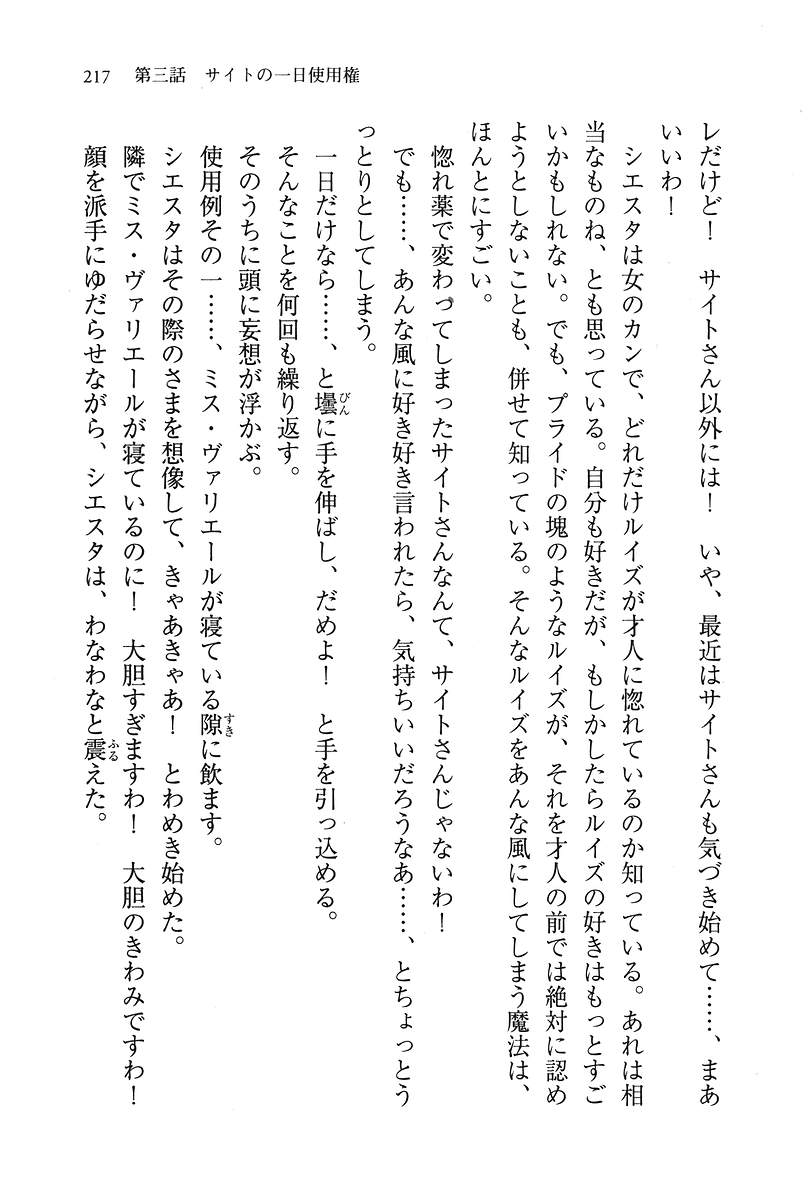 217　第三話　サイトの一日使用権
レだけど！　サイトさん以外には！　いや、最近はサイトさんも気づき始めて……、まあ
いいわ！
　シエスタは女のカンで、どれだけルイズが才人に惚れているのか知っている。あれは相
当なものね、とも思っている。自分も好きだが、もしかしたらルイズの好きはもっとすご
いかもしれない。でも、プライドの塊のようなルイズが、それを才人の前では絶対に認め
ようとしないことも、併せて知っている。そんなルイズをあんな風にしてしまう魔法は、
ほんとにすごい。
　惚れ薬で変わってしまったサイトさんなんて、サイトさんじゃないわ！
　でも……、あんな風に好き好き言われたら、気持ちいいだろうなあ……、とちょっとう
っとりとしてしまう。
　一日だけなら……、と壜びんに手を伸ばし、だめよ！　と手を引っ込める。
　そんなことを何回も繰り返す。
　そのうちに頭に妄想が浮かぶ。
　使用例その一……、ミス・ヴァリエールが寝ている隙すきに飲ます。
　シエスタはその際のさまを想像して、きゃあきゃあ！　とわめき始めた。
　隣でミス・ヴァリエールが寝ているのに！　大胆すぎますわ！　大胆のきわみですわ！
　顔を派手にゆだらせながら、シエスタは、わなわなと震ふるえた。